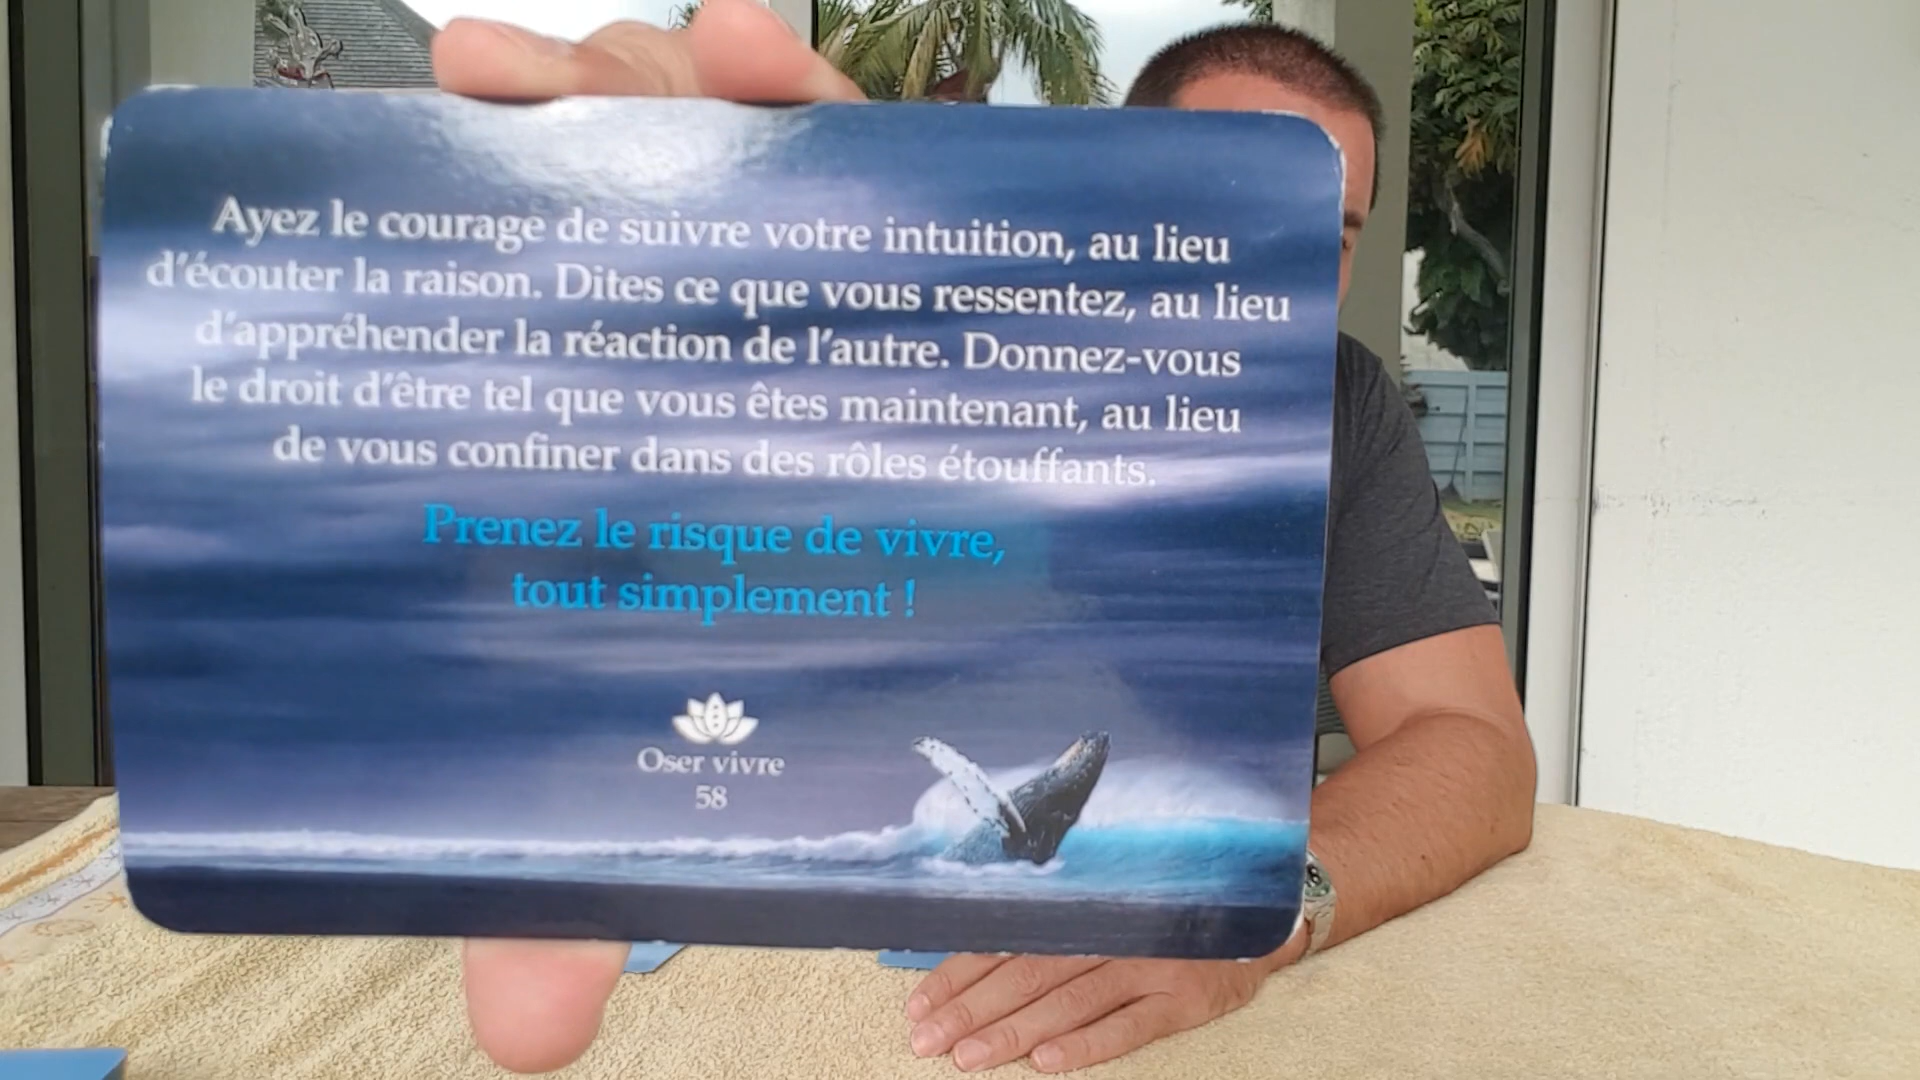 Ayez le courage de suivre votre intuition, au lieu
d'écouter la raison. Dites ce que vous ressentez, au lieu
d'appréhender la réaction de l'autre. Donnez-vous
le droit d'être tel que vous êtes maintenant, au lieu
de vous confiner dans des rôles étouffants.
Prenez le risque de vivre,
tout simplement !
Oser vivre
58